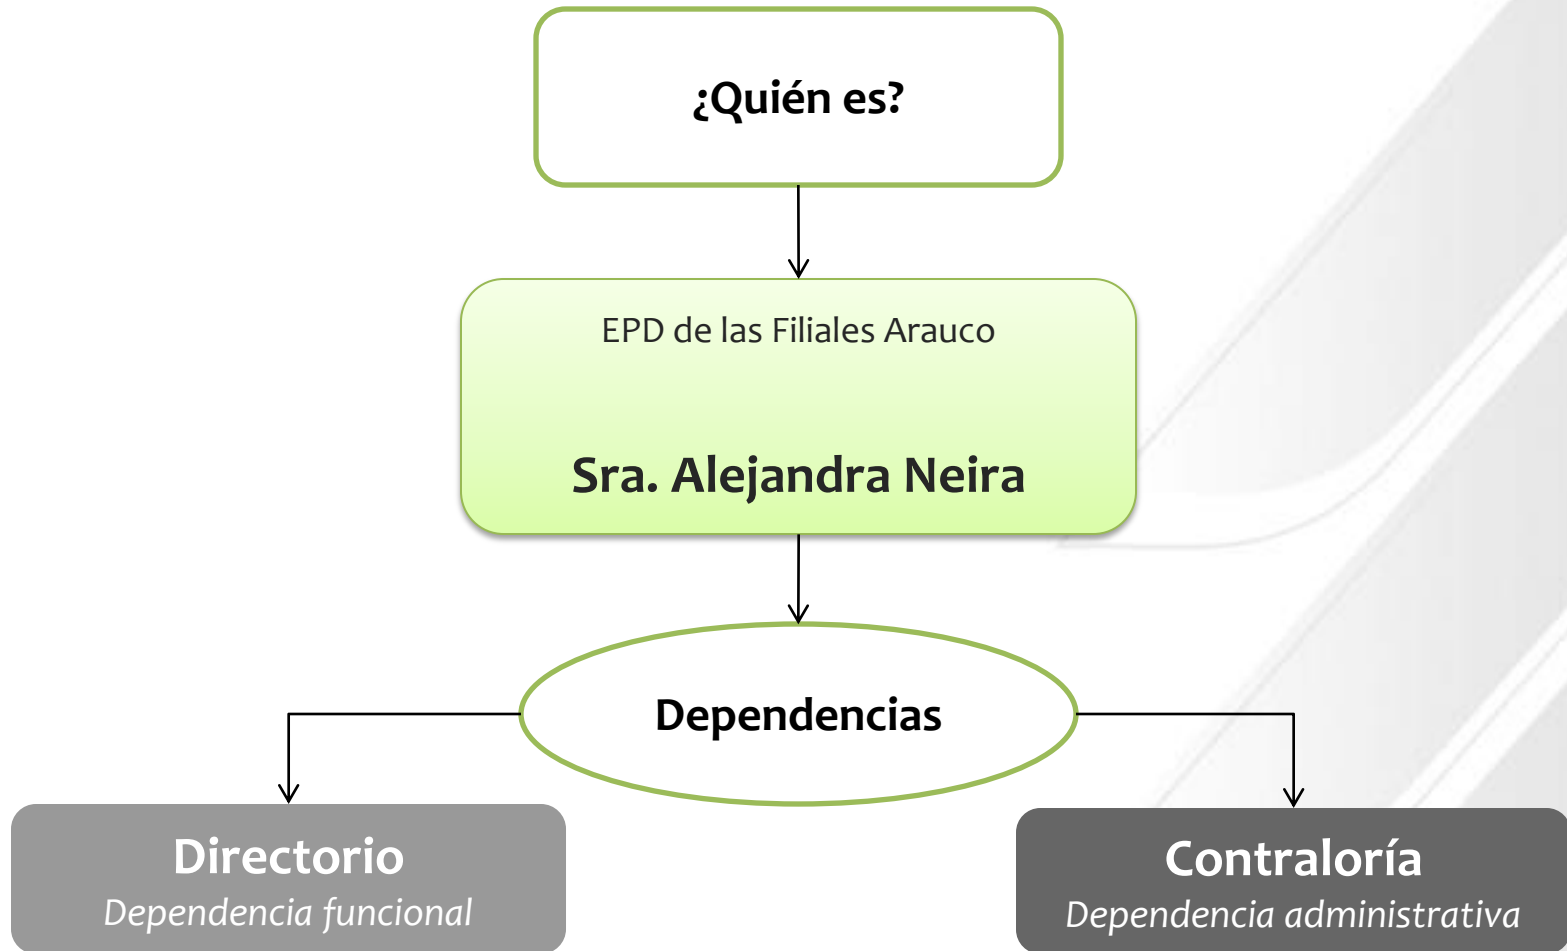 ¿Quién es?
EPD de las Filiales Arauco
Sra. Alejandra Neira
Dependencias
Directorio
Dependencia funcional
Contraloría
Dependencia administrativa